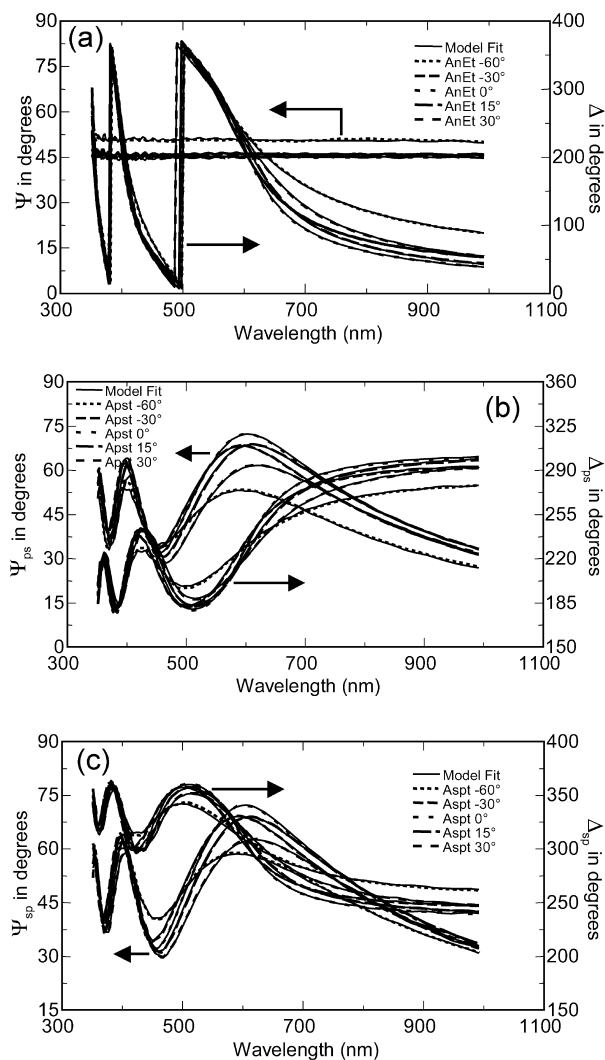 (a)
90
75
60
45
30
15
0
Ψ in degrees
400
300
200
100
0
Δ in degrees
Model Fit
AnEt -60°
AnEt -30°
AnEt 0°
AnEt 15°
AnEt 30°
300 500 700 900 1100
Wavelength (nm)
(b)
90
75
60
45
30
15
0
Ψps in degrees
360
325
290
255
220
185
150
Δps in degrees
Model Fit
Apst -60°
Apst -30°
Apst 0°
Apst 15°
Apst 30°
300 500 700 900 1100
Wavelength (nm)
(c)
90
75
60
45
30
15
Ψsp in degrees
400
350
300
250
200
150
Δsp in degrees
Model Fit
Aspt -60°
Aspt -30°
Aspt 0°
Aspt 15°
Aspt 30°
300 500 700 900 1100
Wavelength (nm)